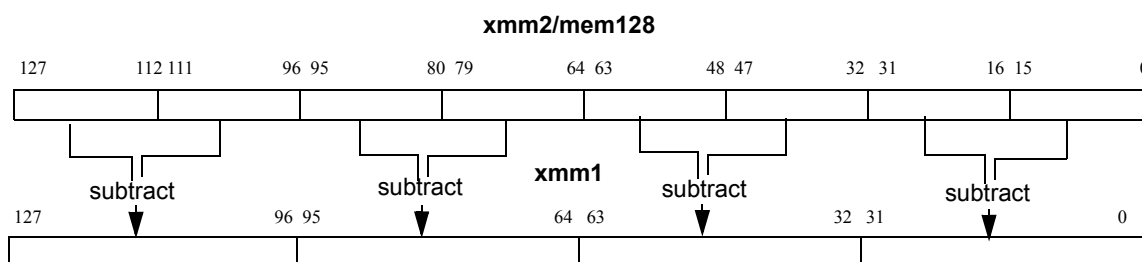 xmm2/mem128
127 112 111 96 95 80 79 64 63 48 47 32 31 16 15 0
subtract subtract xmm1 subtract subtract
127 96 95 64 63 32 31 0